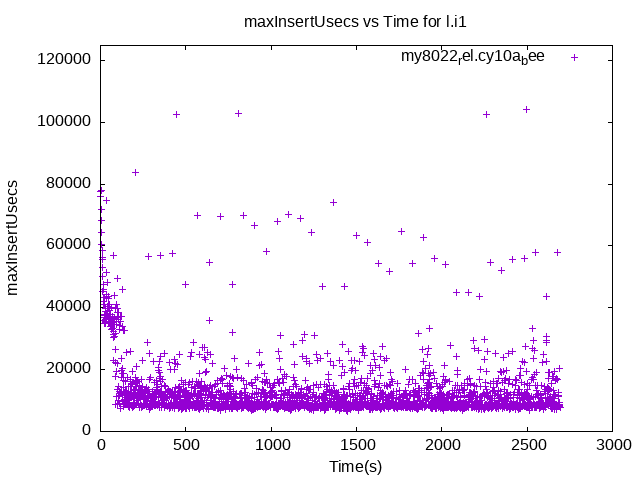 maxInsertUsecs vs Time for l.i1
my8022rel.cy10abee
120000
100000
80000
60000
40000
20000
0
maxInsertUsecs
0 500 1000 1500 2000 2500 3000
Time(s)